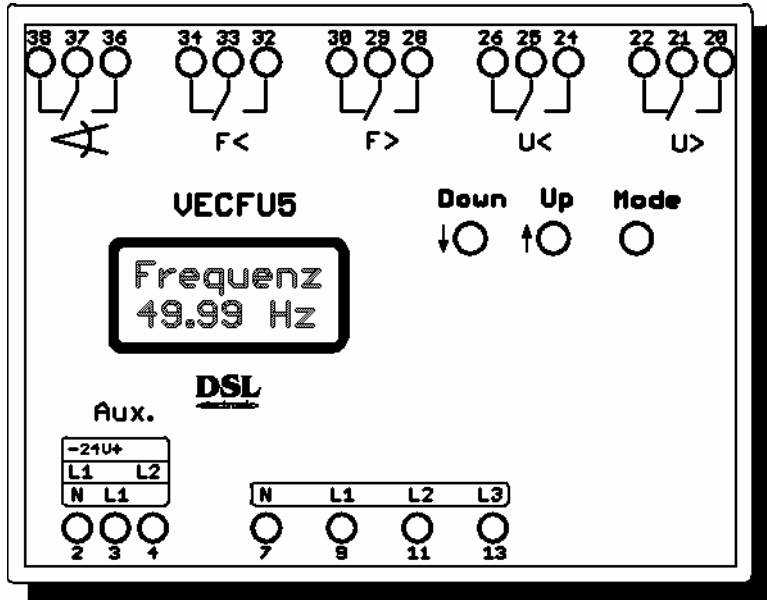 38 37 36 34 33 32 30 29 28 26 25 24 22 21 20
F< F> U< U>
VECFU5 Down Up Mode
Frequenz
49.99 Hz
DSL
electronic
Aux.
-24V+
L1 L2
N L1
N L1 L2 L3
2 3 4 7 9 11 13